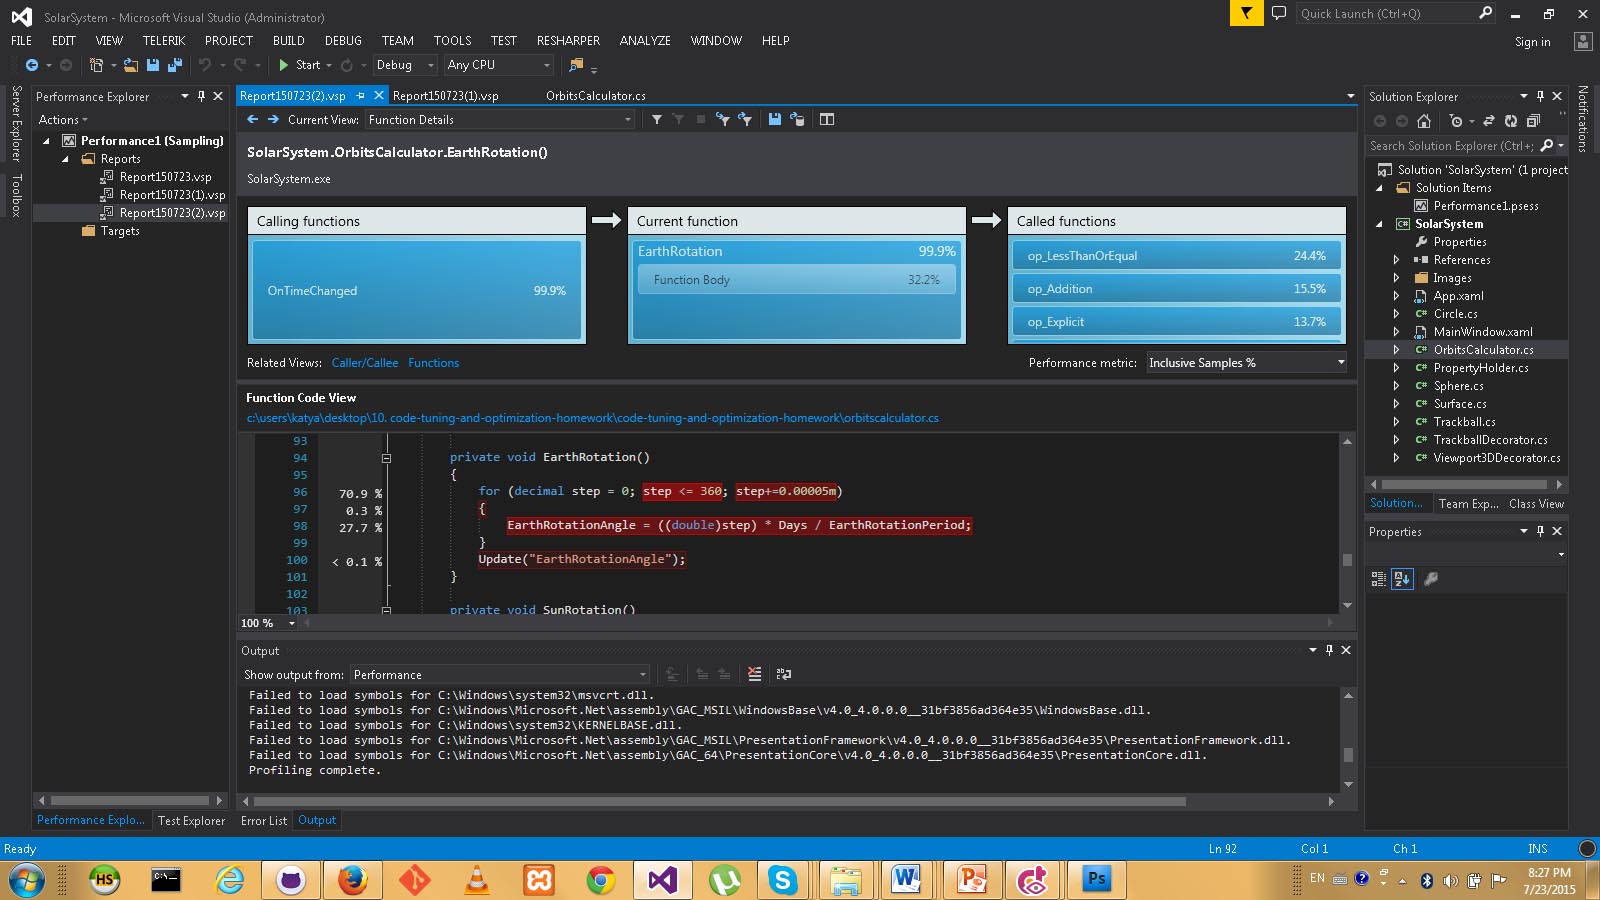 SolarSystem - Microsoft Visual Studio (Administrator)
Quick Launch (Ctrl+Q)
FILE EDIT VIEW TELERIK PROJECT BUILD DEBUG TEAM TOOLS TEST RESHARPER ANALYZE WINDOW HELP
Sign in
Start
Debug
Any CPU
Server Explorer
Toolbox
Performance Explorer
Actions
Performance1 (Sampling)
Reports
Report150723.vsp
Report150723(1).vsp
Report150723(2).vsp
Targets
Report150723(2).vsp
Report150723(1).vsp
OrbitsCalculator.cs
Current View: Function Details
SolarSystem.OrbitsCalculator.EarthRotation()
SolarSystem.exe
Calling functions
OnTimeChanged 99.9%
Current function
EarthRotation 99.9%
Function Body 32.2%
Called functions
op_LessThanOrEqual 24.4%
op_Addition 15.5%
op_Explicit 13.7%
Related Views: Caller/Callee Functions
Performance metric: Inclusive Samples %
Function Code View
c:\users\katya\desktop\10. code-tuning-and-optimization-homework\code-tuning-and-optimization-homework\orbitscalculator.cs
93
94 private void EarthRotation()
95 {
70.9 % 96 for (decimal step = 0; step <= 360; step+=0.00005m)
0.3 % 97 {
27.7 % 98 EarthRotationAngle = ((double)step) * Days / EarthRotationPeriod;
99 }
< 0.1 % 100 Update("EarthRotationAngle");
101 }
102
103 private void SunRotation()
100 %
Output
Show output from: Performance
Failed to load symbols for C:\Windows\system32\msvcrt.dll.
Failed to load symbols for C:\Windows\Microsoft.Net\assembly\GAC_MSIL\WindowsBase\v4.0_4.0.0.0__31bf3856ad364e35\WindowsBase.dll.
Failed to load symbols for C:\Windows\system32\KERNELBASE.dll.
Failed to load symbols for C:\Windows\Microsoft.Net\assembly\GAC_MSIL\PresentationFramework\v4.0_4.0.0.0__31bf3856ad364e35\PresentationFramework.dll.
Failed to load symbols for C:\Windows\Microsoft.Net\assembly\GAC_64\PresentationCore\v4.0_4.0.0.0__31bf3856ad364e35\PresentationCore.dll.
Profiling complete.
Performance Explo... Test Explorer
Error List Output
Solution Explorer
Search Solution Explorer (Ctrl+;
Solution 'SolarSystem' (1 project
Solution Items
Performance1.psess
SolarSystem
Properties
References
Images
App.xaml
Circle.cs
MainWindow.xaml
OrbitsCalculator.cs
PropertyHolder.cs
Sphere.cs
Surface.cs
Trackball.cs
TrackballDecorator.cs
Viewport3DDecorator.cs
Solution... Team Exp... Class View
Properties
Notifications
Ready
Ln 92 Col 1 Ch 1 INS
HS
Ps
EN
8:27 PM
7/23/2015